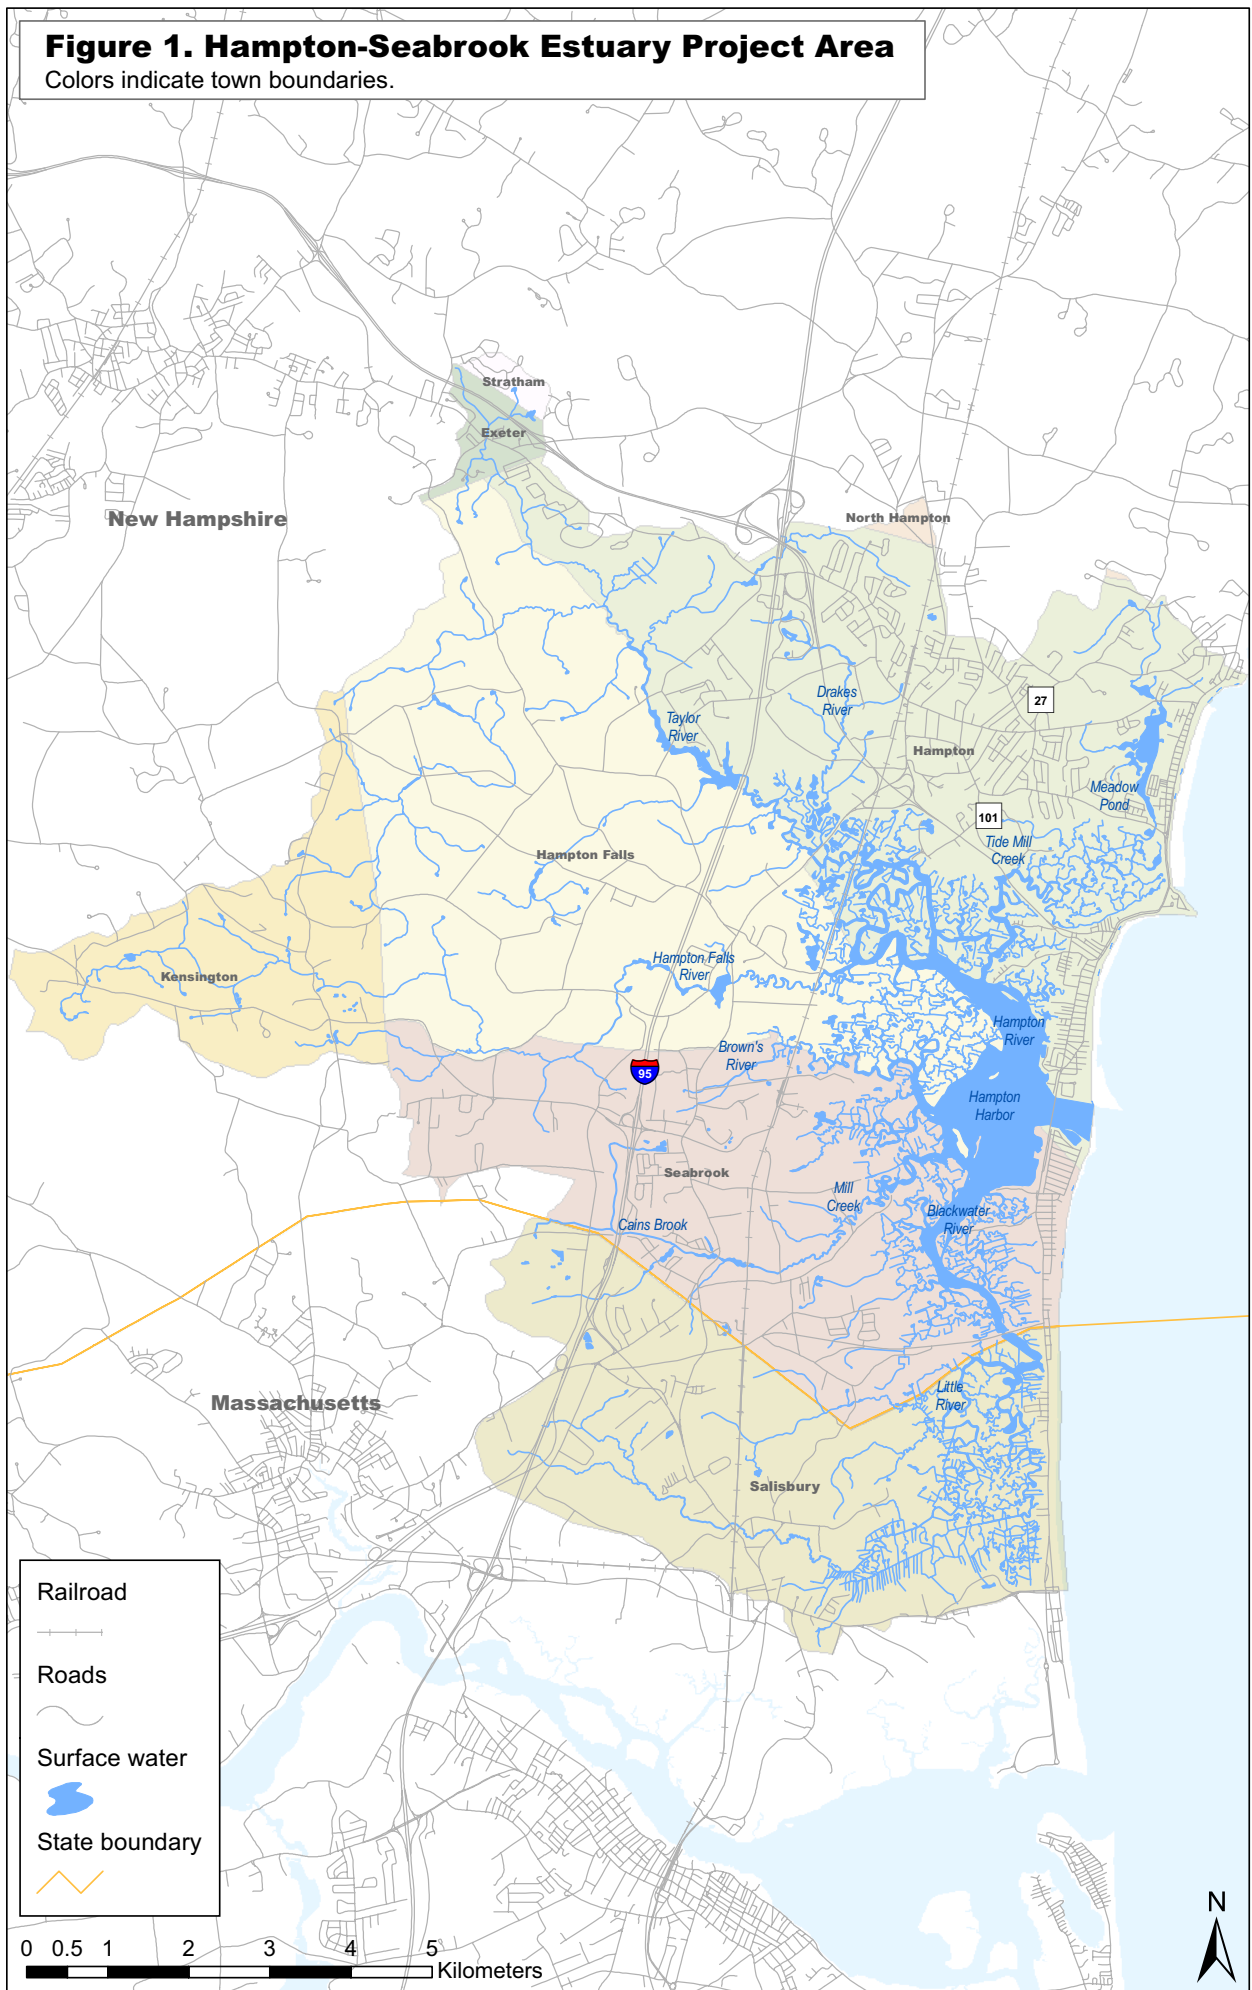 Figure 1. Hampton-Seabrook Estuary Project Area
Colors indicate town boundaries.
Stratham
Exeter
New Hampshire
North Hampton
27
Drakes
River
Taylor
River
Hampton
Meadow
Pond
101
Tide Mill
Creek
Hampton Falls
Hampton Falls
River
Kensington
Hampton
River
Brown's
River
95
Hampton
Harbor
Seabrook
Mill
Creek
Blackwater
River
Cains Brook
Little
River
Massachusetts
Salisbury
Railroad
Roads
Surface water
State boundary
N
0 0.5 1 2 3 4 5
Kilometers